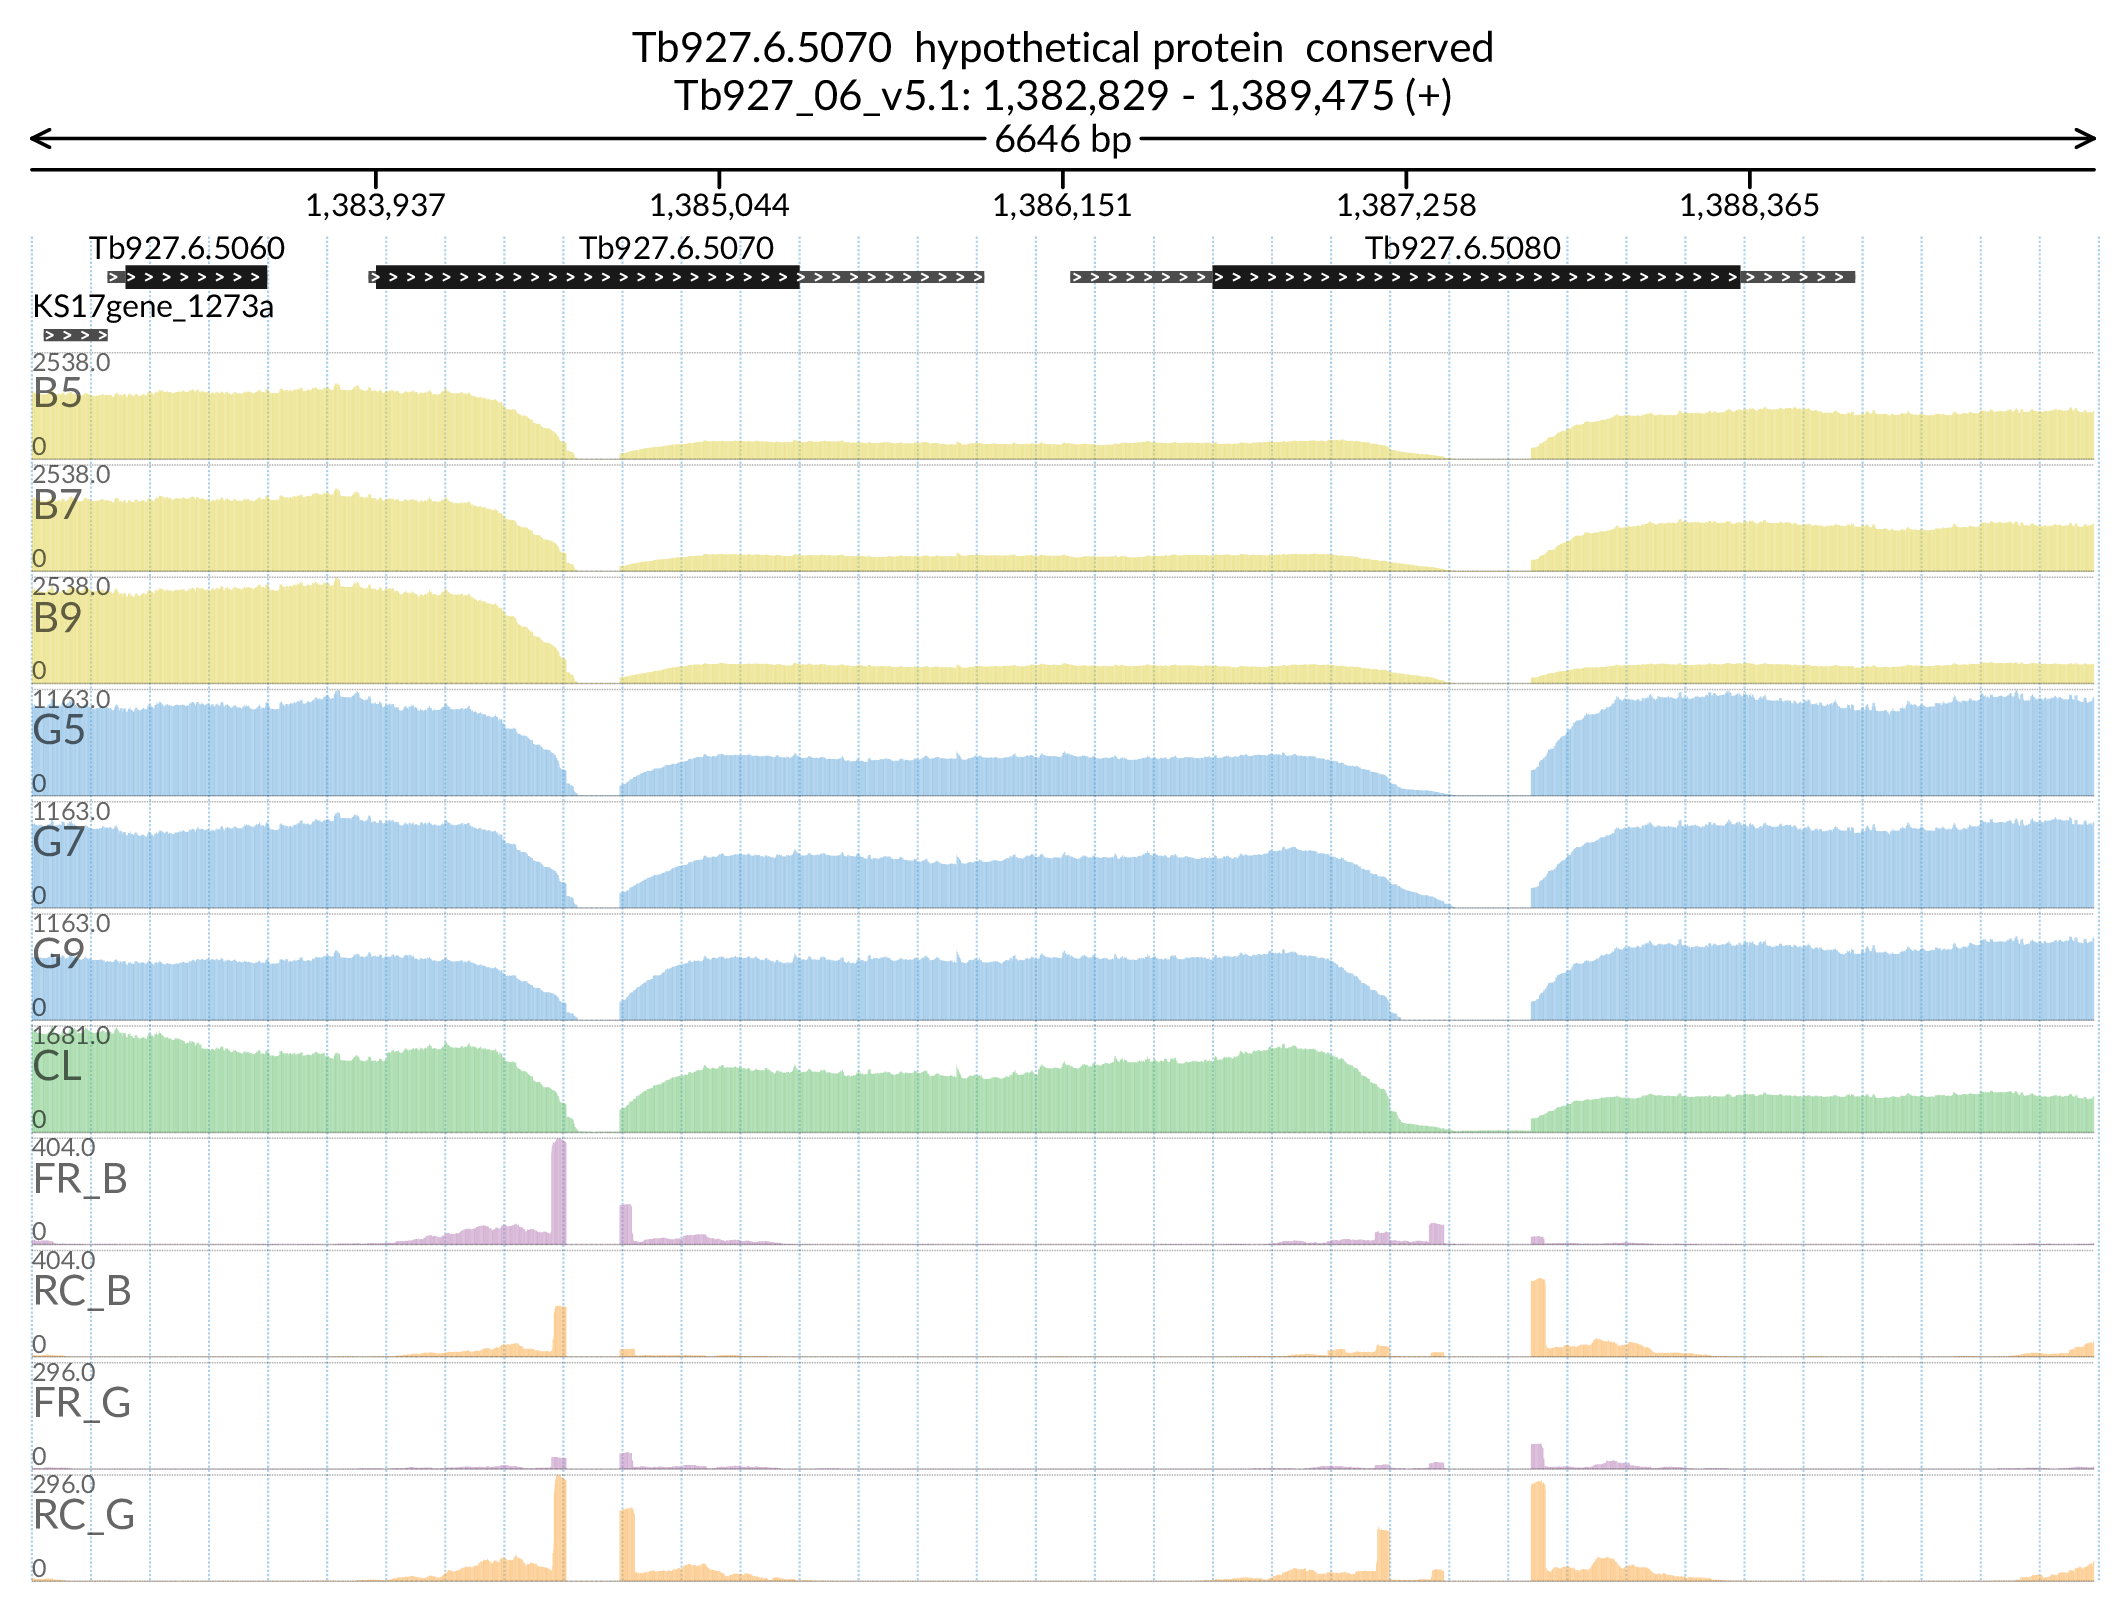 Tb927.6.5070 hypothetical protein conserved
Tb927_06_v5.1: 1,382,829 - 1,389,475 (+)
6646 bp
1,383,937 1,385,044 1,386,151 1,387,258 1,388,365
Tb927.6.5060 Tb927.6.5070 Tb927.6.5080
KS17gene_1273a
2538.0
B5
0
2538.0
B7
0
2538.0
B9
0
1163.0
G5
0
1163.0
G7
0
1163.0
G9
0
1681.0
CL
0
404.0
FR_B
0
404.0
RC_B
0
296.0
FR_G
0
296.0
RC_G
0